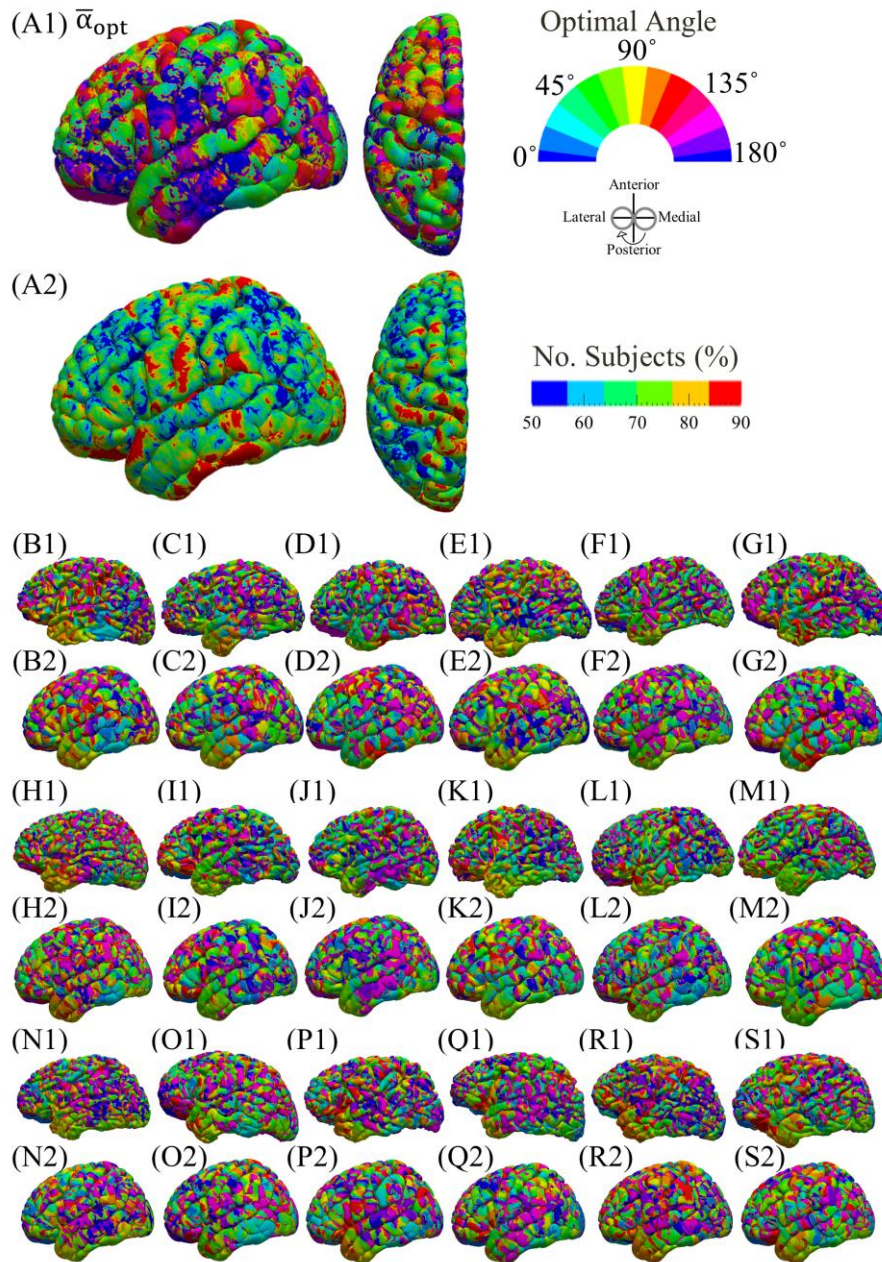 (A1) ᾱopt
Optimal Angle
90°
45° 135°
0° 180°
Anterior
Lateral Medial
Posterior
(A2)
No. Subjects (%)
50 60 70 80 90
(B1) (C1) (D1) (E1) (F1) (G1)
(B2) (C2) (D2) (E2) (F2) (G2)
(H1) (I1) (J1) (K1) (L1) (M1)
(H2) (I2) (J2) (K2) (L2) (M2)
(N1) (O1) (P1) (Q1) (R1) (S1)
(N2) (O2) (P2) (Q2) (R2) (S2)